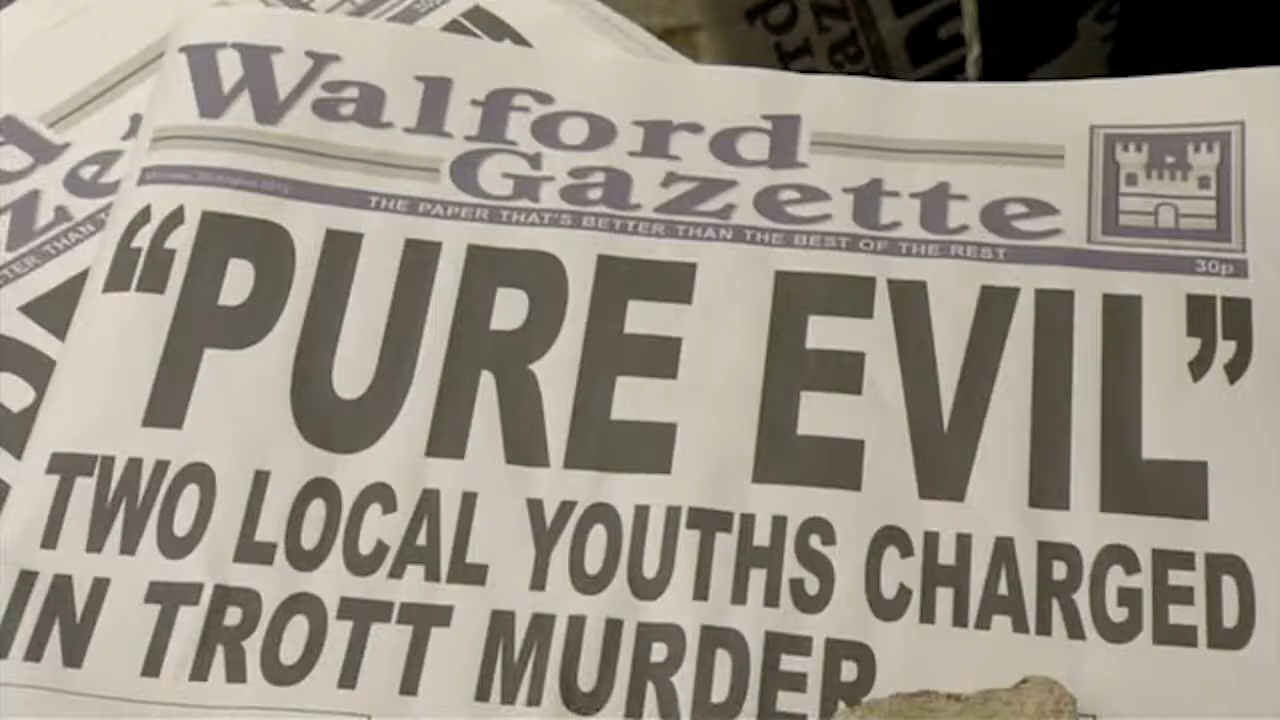 Walford
Gazette
THE PAPER THAT'S BETTER THAN THE BEST OF THE REST
30p
“PURE EVIL”
TWO LOCAL YOUTHS CHARGED
IN TROTT MURDER